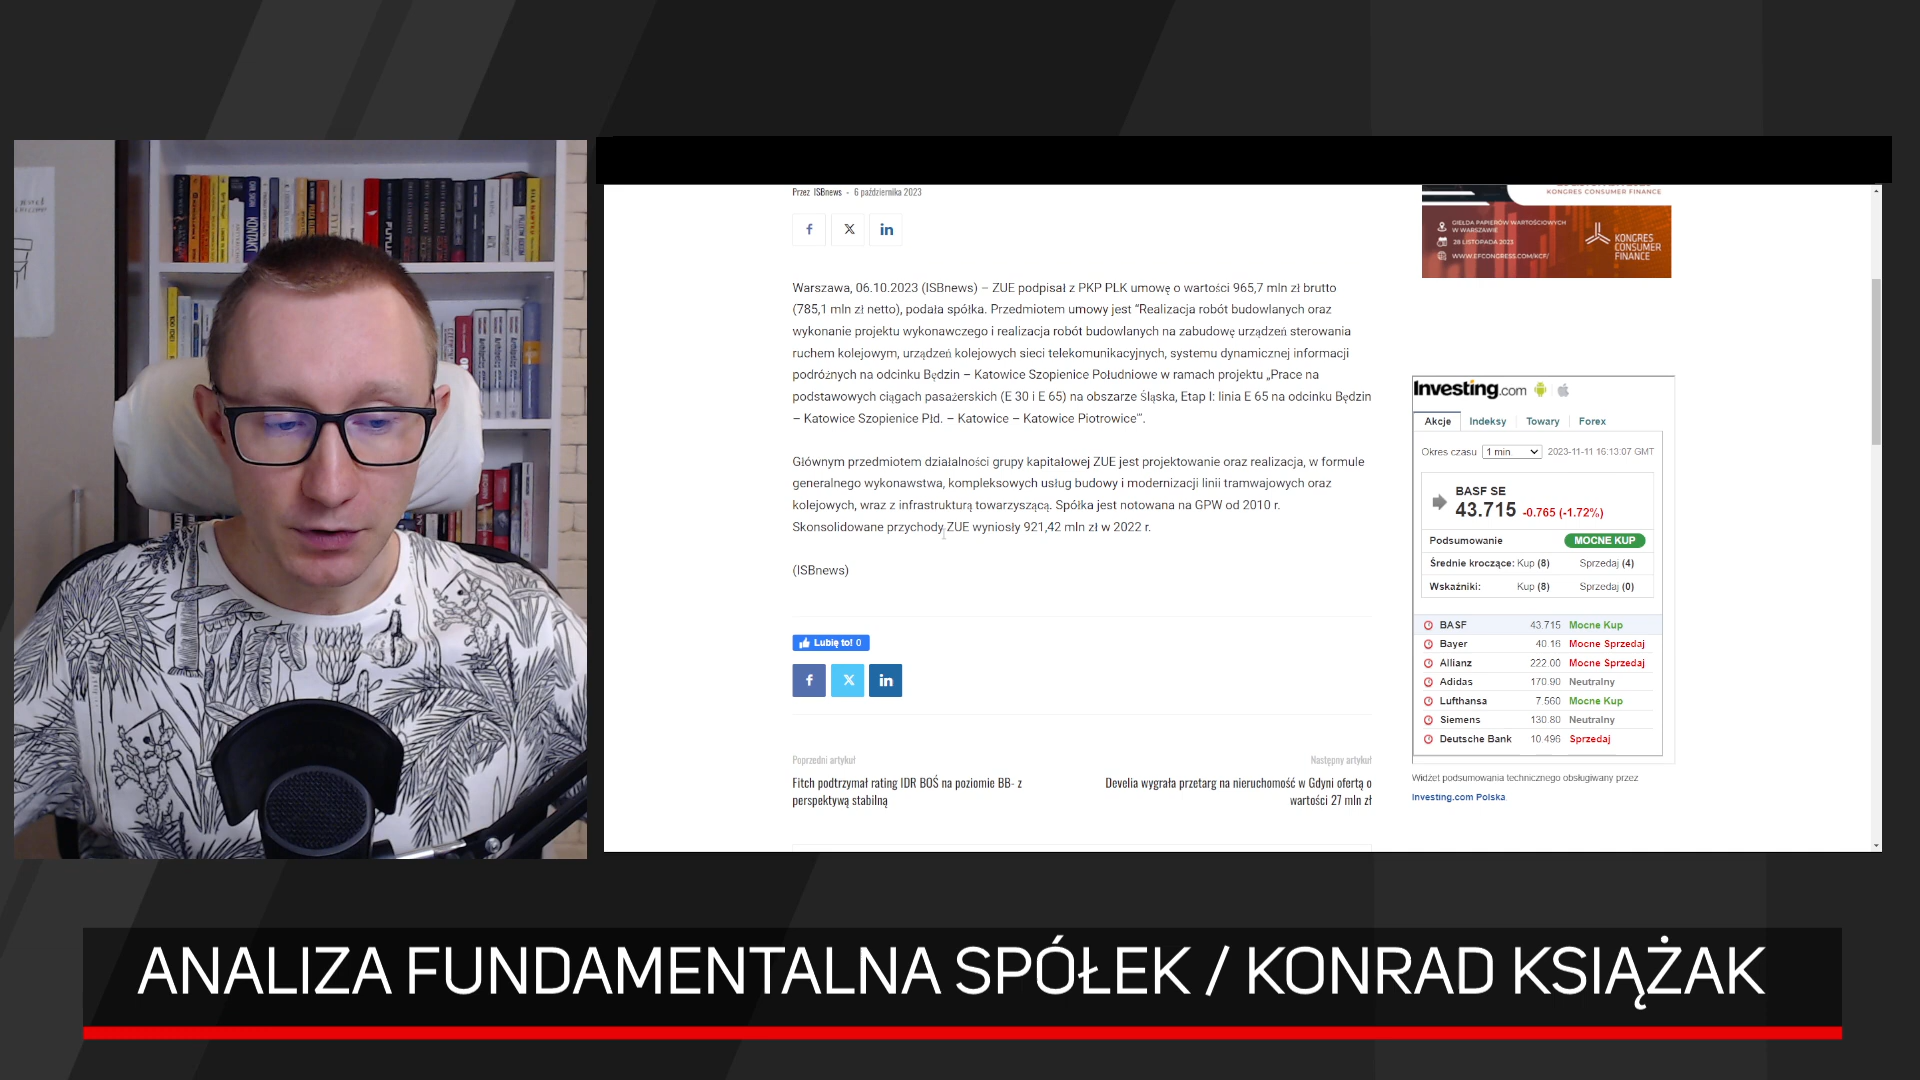 Przez ISBnews - 6 października 2023
Warszawa, 06.10.2023 (ISBnews) – ZUE podpisał z PKP PLK umowę o wartości 965,7 mln zł brutto
(785,1 mln zł netto), podała spółka. Przedmiotem umowy jest “Realizacja robót budowlanych oraz
wykonanie projektu wykonawczego i realizacja robót budowlanych na zabudowę urządzeń sterowania
ruchem kolejowym, urządzeń kolejowych sieci telekomunikacyjnych, systemu dynamicznej informacji
podróżnych na odcinku Będzin – Katowice Szopienice Południowe w ramach projektu „Prace na
podstawowych ciągach pasażerskich (E 30 i E 65) na obszarze Śląska, Etap I: linia E 65 na odcinku Będzin
– Katowice Szopienice Płd. – Katowice – Katowice Piotrowice”'.
Głównym przedmiotem działalności grupy kapitałowej ZUE jest projektowanie oraz realizacja, w formule
generalnego wykonawstwa, kompleksowych usług budowy i modernizacji linii tramwajowych oraz
kolejowych, wraz z infrastrukturą towarzyszącą. Spółka jest notowana na GPW od 2010 r.
Skonsolidowane przychody ZUE wyniosły 921,42 mln zł w 2022 r.
(ISBnews)
Lubię to! 0
Poprzedni artykuł
Fitch podtrzymał rating IDR BOŚ na poziomie BB- z
perspektywą stabilną
Następny artykuł
Develia wygrała przetarg na nieruchomość w Gdyni ofertą o
wartości 27 mln zł
KONGRES CONSUMER FINANCE
GIEŁDA PAPIERÓW WARTOŚCIOWYCH
W WARSZAWIE
28 LISTOPADA 2023
WWW.EFCONGRESS.COM/KCF/
KONGRES
CONSUMER
FINANCE
Investing.com
Akcje Indeksy Towary Forex
Okres czasu 1 min 2023-11-11 16:13:07 GMT
BASF SE
43.715 -0.765 (-1.72%)
Podsumowanie MOCNE KUP
Średnie kroczące: Kup (8) Sprzedaj (4)
Wskaźniki: Kup (8) Sprzedaj (0)
BASF 43.715 Mocne Kup
Bayer 40.16 Mocne Sprzedaj
Allianz 222.00 Mocne Sprzedaj
Adidas 170.90 Neutralny
Lufthansa 7.560 Mocne Kup
Siemens 130.80 Neutralny
Deutsche Bank 10.496 Sprzedaj
Widżet podsumowania technicznego obsługiwany przez
Investing.com Polska
KONTAKT
ANALIZA FUNDAMENTALNA SPÓŁEK / KONRAD KSIĄŻAK